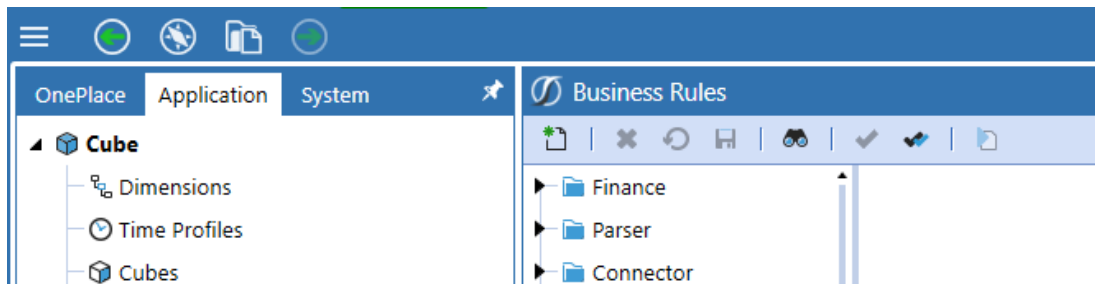 OnePlace Application System
Business Rules
Cube
Dimensions
Time Profiles
Cubes
Finance
Parser
Connector